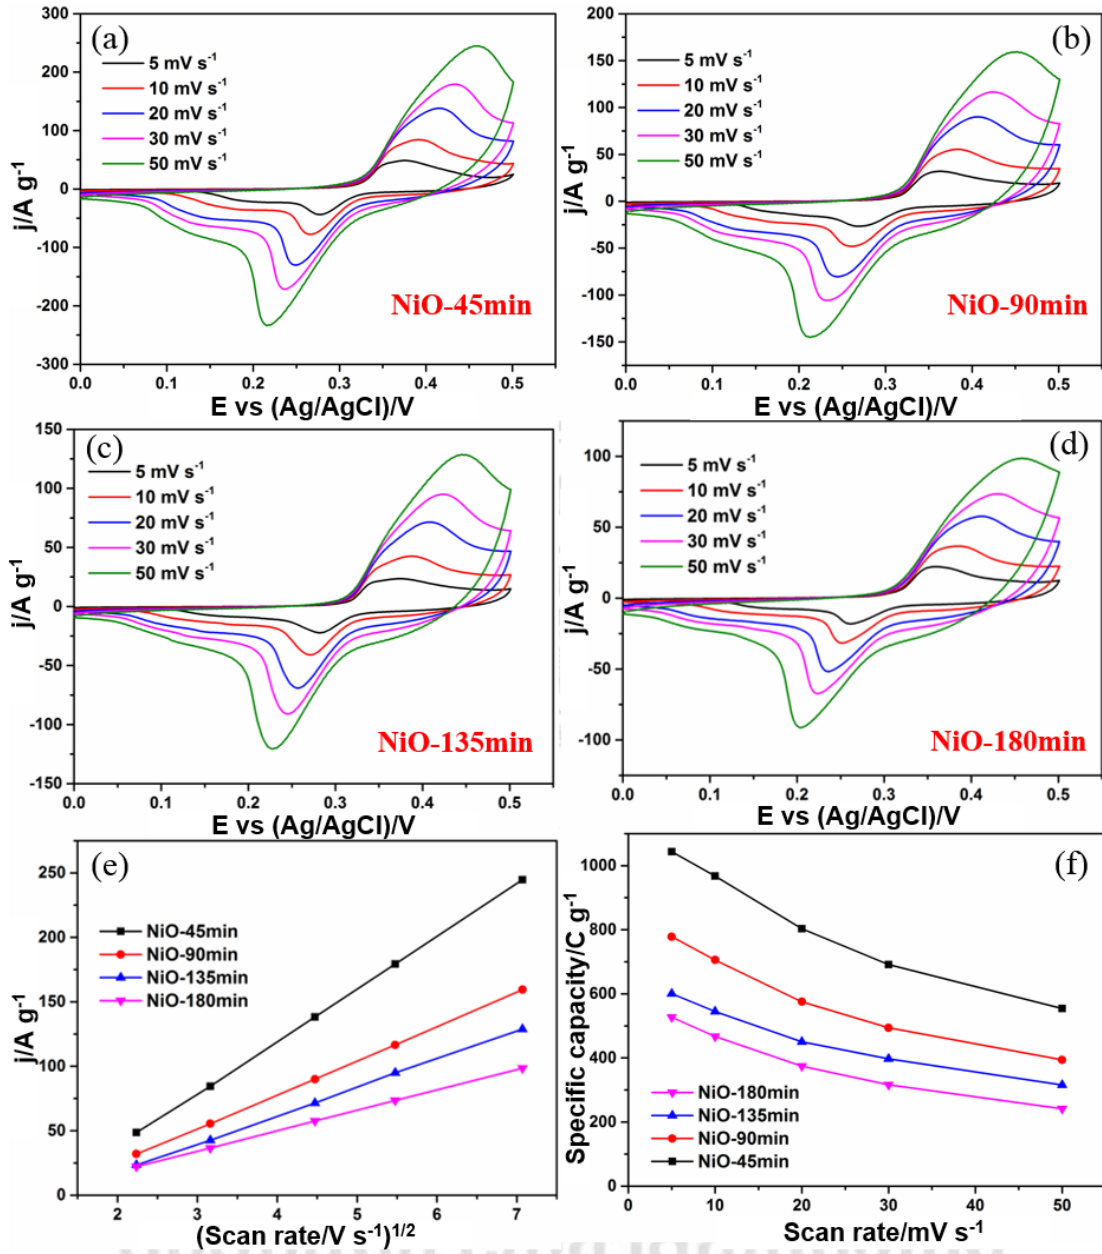 (a)
5 mV s⁻¹
10 mV s⁻¹
20 mV s⁻¹
30 mV s⁻¹
50 mV s⁻¹
NiO-45min
300
200
100
0
-100
-200
-300
j/A g⁻¹
0.0 0.1 0.2 0.3 0.4 0.5
E vs (Ag/AgCl)/V
(b)
5 mV s⁻¹
10 mV s⁻¹
20 mV s⁻¹
30 mV s⁻¹
50 mV s⁻¹
NiO-90min
200
150
100
50
0
-50
-100
-150
j/A g⁻¹
0.0 0.1 0.2 0.3 0.4 0.5
E vs (Ag/AgCl)/V
(c)
5 mV s⁻¹
10 mV s⁻¹
20 mV s⁻¹
30 mV s⁻¹
50 mV s⁻¹
NiO-135min
150
100
50
0
-50
-100
-150
j/A g⁻¹
0.0 0.1 0.2 0.3 0.4 0.5
E vs (Ag/AgCl)/V
(d)
5 mV s⁻¹
10 mV s⁻¹
20 mV s⁻¹
30 mV s⁻¹
50 mV s⁻¹
NiO-180min
100
50
0
-50
-100
j/A g⁻¹
0.0 0.1 0.2 0.3 0.4 0.5
E vs (Ag/AgCl)/V
(e)
NiO-45min
NiO-90min
NiO-135min
NiO-180min
250
200
150
100
50
0
j/A g⁻¹
2 3 4 5 6 7
(Scan rate/V s⁻¹)¹/²
(f)
NiO-180min
NiO-135min
NiO-90min
NiO-45min
1000
800
600
400
200
0
Specific capacity/C g⁻¹
0 10 20 30 40 50
Scan rate/mV s⁻¹